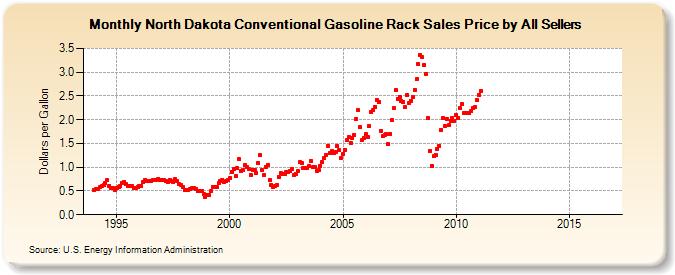 Monthly North Dakota Conventional Gasoline Rack Sales Price by All Sellers
Dollars per Gallon
3.5
3.0
2.5
2.0
1.5
1.0
0.5
0.0
1995 2000 2005 2010 2015
Source: U.S. Energy Information Administration